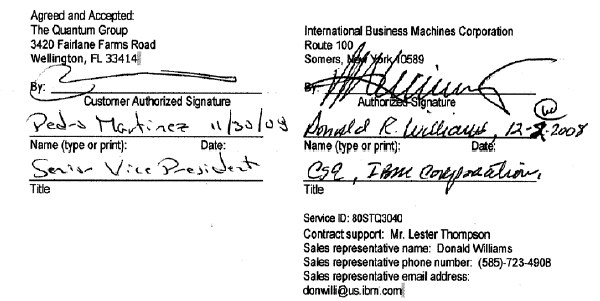 Agreed and Accepted:
The Quantum Group
3420 Fairlane Farms Road
Wellington, FL 33414
By:
Customer Authorized Signature
Pedro Martinez 11/30/08
Name (type or print): Date:
Senior Vice President
Title
International Business Machines Corporation
Route 100
Somers, New York 10589
By:
Authorized Signature
Donald R. Williams, 12-2-2008
Name (type or print): Date:
IBM Corporation,
Title
Service ID: 80STQ3040
Contract support: Mr. Lester Thompson
Sales representative name: Donald Williams
Sales representative phone number: (585)-723-4908
Sales representative email address:
donwilli@us.ibm.com